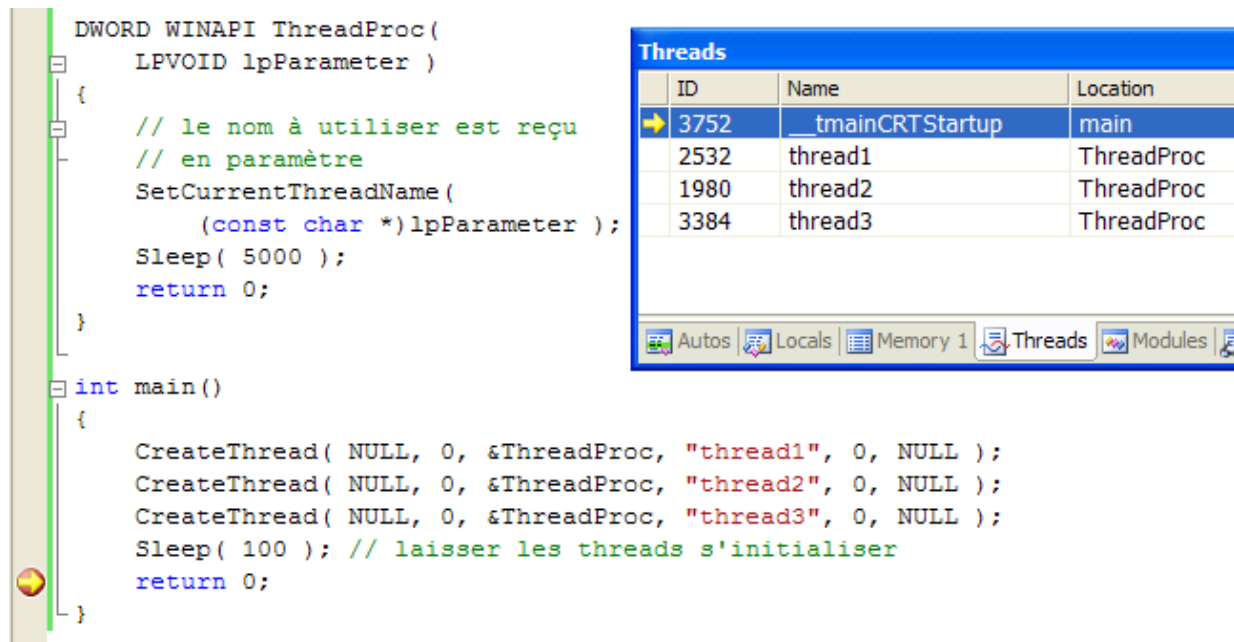 DWORD WINAPI ThreadProc(
    LPVOID lpParameter )
{
    // le nom à utiliser est reçu
    // en paramètre
    SetCurrentThreadName(
        (const char *)lpParameter );
    Sleep( 5000 );
    return 0;
}
int main()
{
    CreateThread( NULL, 0, &ThreadProc, "thread1", 0, NULL );
    CreateThread( NULL, 0, &ThreadProc, "thread2", 0, NULL );
    CreateThread( NULL, 0, &ThreadProc, "thread3", 0, NULL );
    Sleep( 100 ); // laisser les threads s'initialiser
    return 0;
}
Threads
ID Name Location
3752 __tmainCRTStartup main
2532 thread1 ThreadProc
1980 thread2 ThreadProc
3384 thread3 ThreadProc
Autos Locals Memory 1 Threads Modules